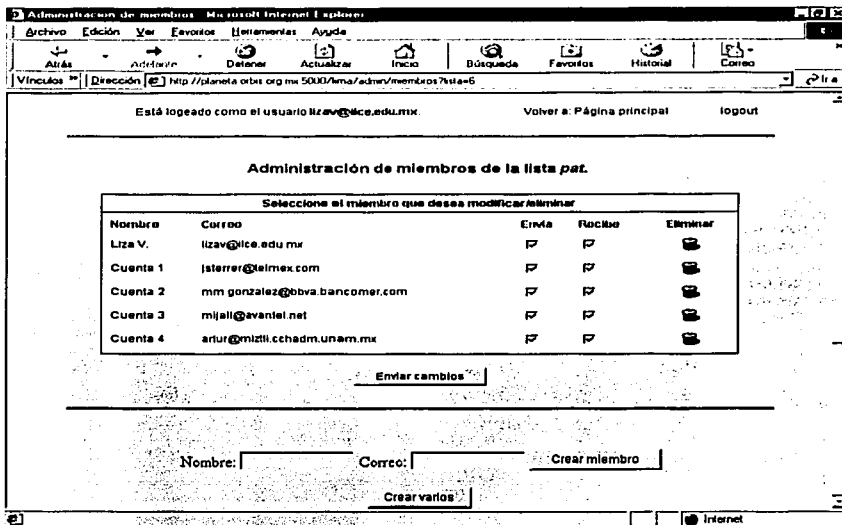 Administración de miembros - Microsoft Internet Explorer
Archivo Edición Ver Favoritos Herramientas Ayuda
Atrás Adelante Detener Actualizar Inicio Búsqueda Favoritos Historial Correo
Vínculos » Dirección http://planeta.orbis.org.mx:5000/lima/admin/miembros?lista=6 Ir a
Está logeado como el usuario lizav@ilce.edu.mx. Volver a: Página principal logout
Administración de miembros de la lista pat.
Seleccione el miembro que desea modificar/eliminar
Nombre Correo Envía Recibe Eliminar
Liza V. lizav@ilce.edu.mx
Cuenta 1 jsterrer@telmex.com
Cuenta 2 mm.gonzalez@bbva.bancomer.com
Cuenta 3 mijail@avantel.net
Cuenta 4 artur@miztli.cchadm.unam.mx
Enviar cambios
Nombre: Correo: Crear miembro
Crear varios
Internet